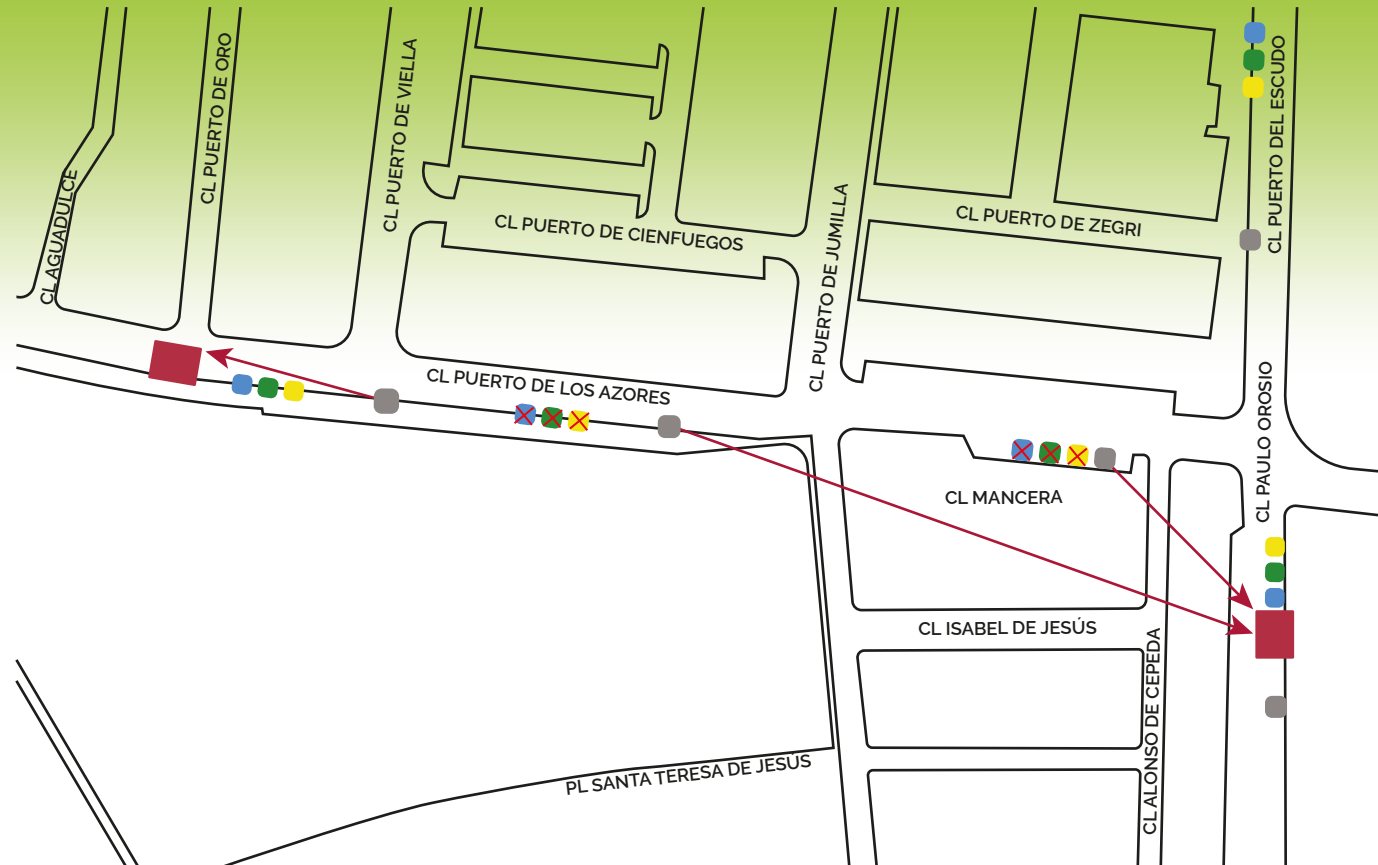 CL AGUADULCE
CL PUERTO DE ORO
CL PUERTO DE VIELLA
CL PUERTO DE CIENFUEGOS
CL PUERTO DE JUMILLA
CL PUERTO DE ZEGRI
CL PUERTO DEL ESCUDO
CL PUERTO DE LOS AZORES
CL PAULO OROSIO
CL MANCERA
CL ISABEL DE JESÚS
CL ALONSO DE CEPEDA
PL SANTA TERESA DE JESÚS